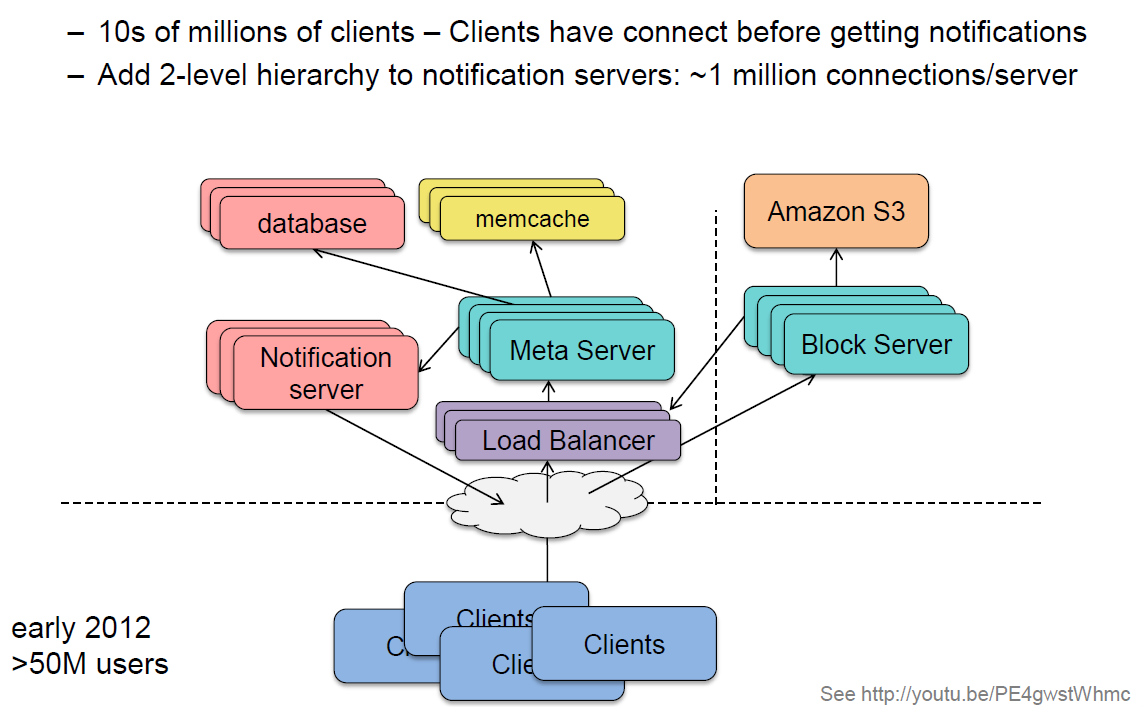 – 10s of millions of clients – Clients have connect before getting notifications
– Add 2-level hierarchy to notification servers: ~1 million connections/server
database
memcache
Amazon S3
Notification
server
Meta Server
Block Server
Load Balancer
Clients
C
Clie
Clients
early 2012
>50M users
See http://youtu.be/PE4gwstWhmc